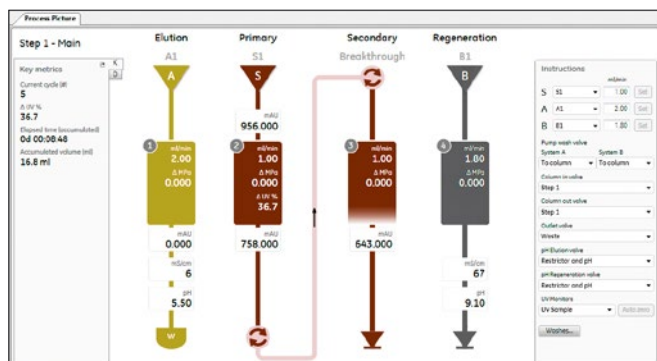 Process Picture
Step 1 - Main
Key metrics
Current cycle (#)
5
Δ UV %
36.7
Elapsed time (accumulated)
0d 00:08:48
Accumulated volume (ml)
16.8 ml
Elution
A1
A
1
ml/min
2.00
Δ MPa
0.000
mAU
0.000
mS/cm
6
pH
5.50
W
Primary
S1
S
mAU
956.000
2
ml/min
1.00
Δ MPa
0.000
Δ UV %
36.7
mAU
758.000
Secondary
Breakthrough
3
ml/min
1.00
Δ MPa
0.000
mAU
643.000
Regeneration
B1
B
4
ml/min
1.80
Δ MPa
0.000
mS/cm
67
pH
9.10
Instructions
ml/min
S S1 1.00 Set
A A1 2.00 Set
B B1 1.80 Set
Pump wash valve
System A System B
To column To column
Column in valve
Step 1
Column out valve
Step 1
Outlet valve
Waste
pH Elution valve
Restrictor and pH
pH Regeneration valve
Restrictor and pH
UV Monitors
UV Sample Auto zero
Washes...